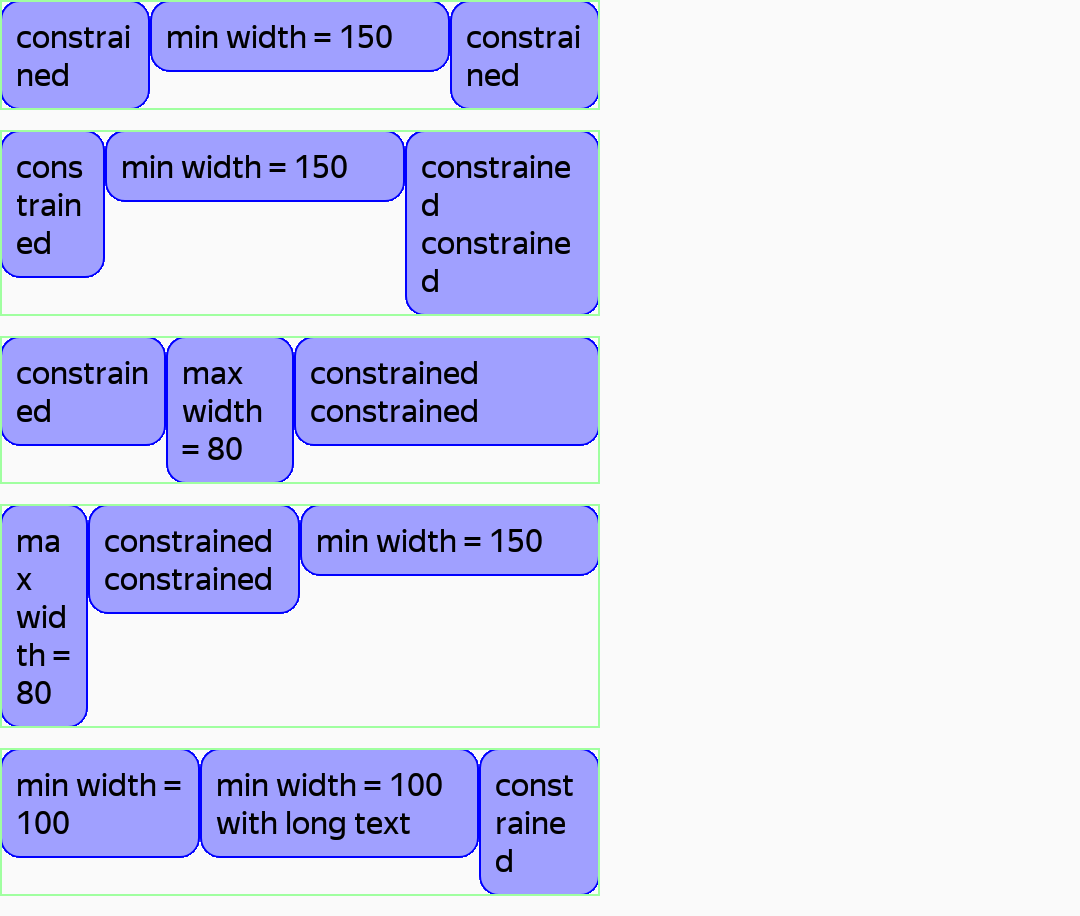 constrai
ned
min width = 150
constrai
ned
cons
train
ed
min width = 150
constraine
d
constraine
d
constrain
ed
max
width
= 80
constrained
constrained
ma
x
wid
th =
80
constrained
constrained
min width = 150
min width =
100
min width = 100
with long text
const
raine
d